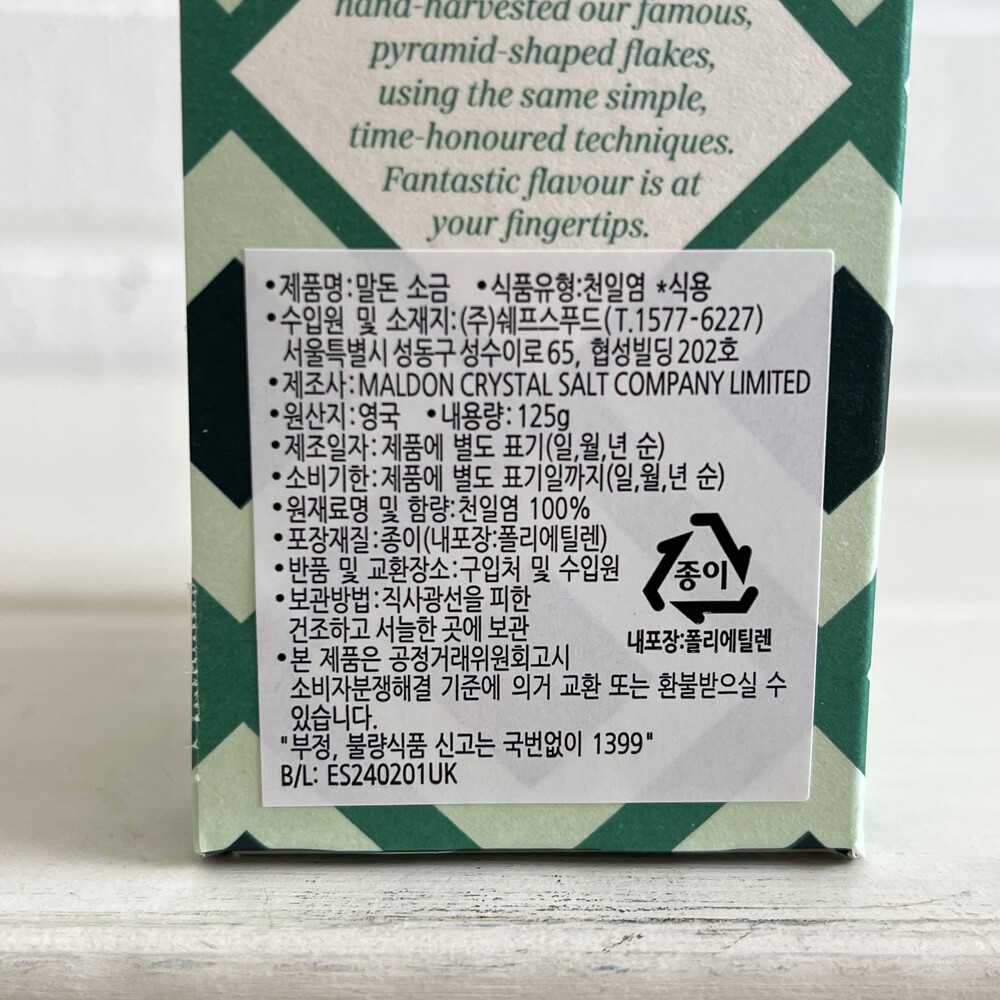 hand-harvested our famous,
pyramid-shaped flakes,
using the same simple,
time-honoured techniques.
Fantastic flavour is at
your fingertips.
•제품명:말돈 소금 •식품유형:천일염 *식용
•수입원 및 소재지:(주)쉐프스푸드(T.1577-6227)
서울특별시 성동구 성수이로 65, 협성빌딩 202호
•제조사:MALDON CRYSTAL SALT COMPANY LIMITED
•원산지:영국 •내용량:125g
•제조일자:제품에 별도 표기(일,월,년 순)
•소비기한:제품에 별도 표기일까지(일,월,년 순)
•원재료명 및 함량:천일염 100%
•포장재질:종이(내포장:폴리에틸렌)
•반품 및 교환장소:구입처 및 수입원
•보관방법:직사광선을 피한
건조하고 서늘한 곳에 보관
종이
내포장:폴리에틸렌
•본 제품은 공정거래위원회고시
소비자분쟁해결 기준에 의거 교환 또는 환불받으실 수
있습니다.
"부정, 불량식품 신고는 국번없이 1399"
B/L: ES240201UK